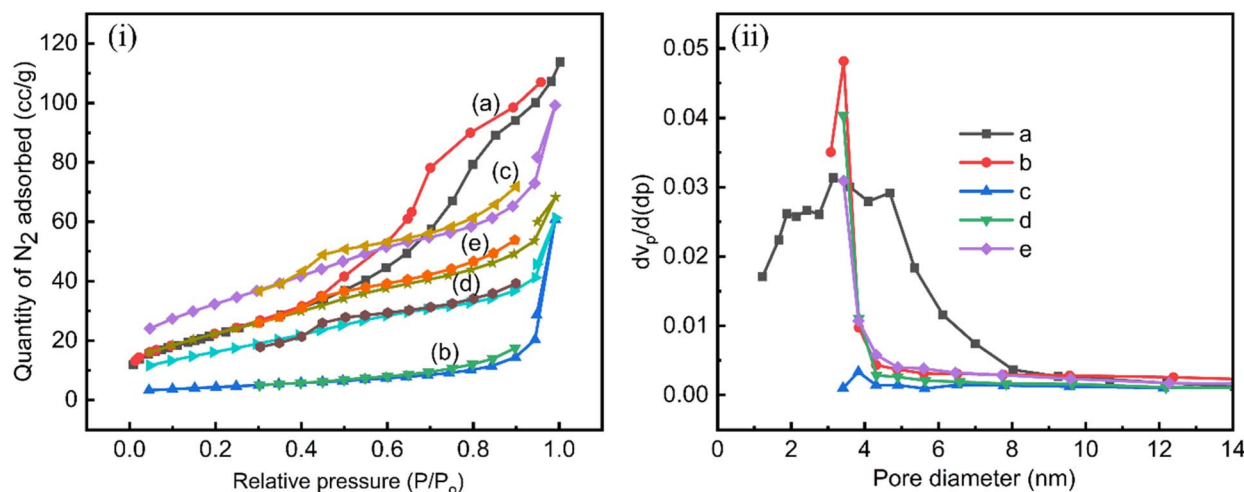 (i)
Quantity of N2 adsorbed (cc/g)
120
100
80
60
40
20
0
(a)
(c)
(e)
(d)
(b)
0.0 0.2 0.4 0.6 0.8 1.0
Relative pressure (P/Po)
(ii)
dvp/d(dp)
0.05
0.04
0.03
0.02
0.01
0.00
a
b
c
d
e
0 2 4 6 8 10 12 14
Pore diameter (nm)